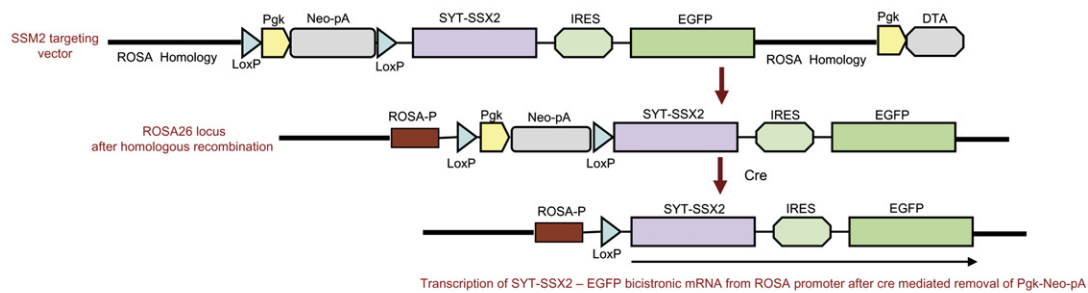 SSM2 targeting
vector
ROSA Homology
LoxP
Pgk
Neo-pA
LoxP
SYT-SSX2
IRES
EGFP
ROSA Homology
Pgk
DTA
ROSA26 locus
after homologous recombination
ROSA-P
LoxP
Pgk
Neo-pA
LoxP
SYT-SSX2
IRES
EGFP
Cre
ROSA-P
LoxP
SYT-SSX2
IRES
EGFP
Transcription of SYT-SSX2 – EGFP bicistronic mRNA from ROSA promoter after cre mediated removal of Pgk-Neo-pA